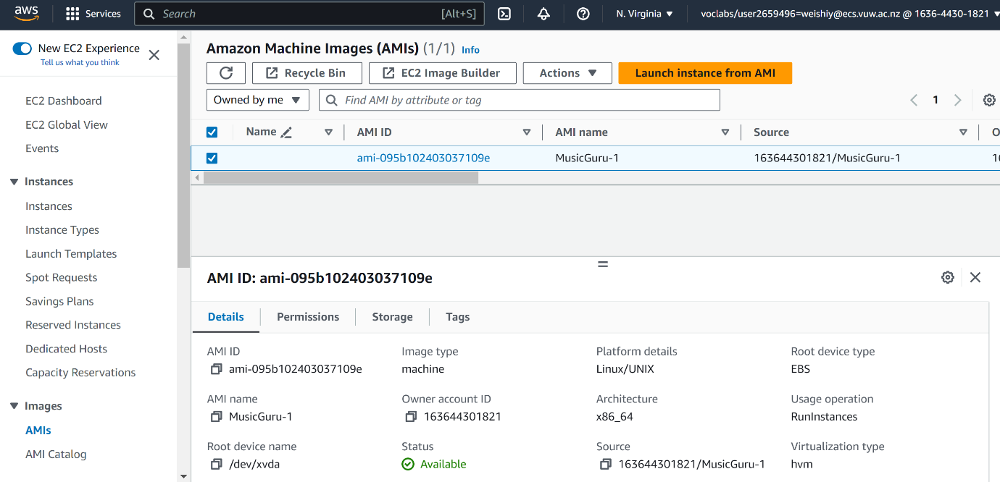 aws Services Search [Alt+S] N. Virginia voclabs/user2659496=weishiy@ecs.vuw.ac.nz @ 1636-4430-1821
New EC2 Experience
Tell us what you think
EC2 Dashboard
EC2 Global View
Events
Instances
Instances
Instance Types
Launch Templates
Spot Requests
Savings Plans
Reserved Instances
Dedicated Hosts
Capacity Reservations
Images
AMIs
AMI Catalog
Amazon Machine Images (AMIs) (1/1) Info
Recycle Bin EC2 Image Builder Actions Launch instance from AMI
Owned by me Find AMI by attribute or tag 1
Name AMI ID AMI name Source
ami-095b102403037109e MusicGuru-1 163644301821/MusicGuru-1
AMI ID: ami-095b102403037109e
Details Permissions Storage Tags
AMI ID Image type Platform details Root device type
ami-095b102403037109e machine Linux/UNIX EBS
AMI name Owner account ID Architecture Usage operation
MusicGuru-1 163644301821 x86_64 RunInstances
Root device name Status Source Virtualization type
/dev/xvda Available 163644301821/MusicGuru-1 hvm